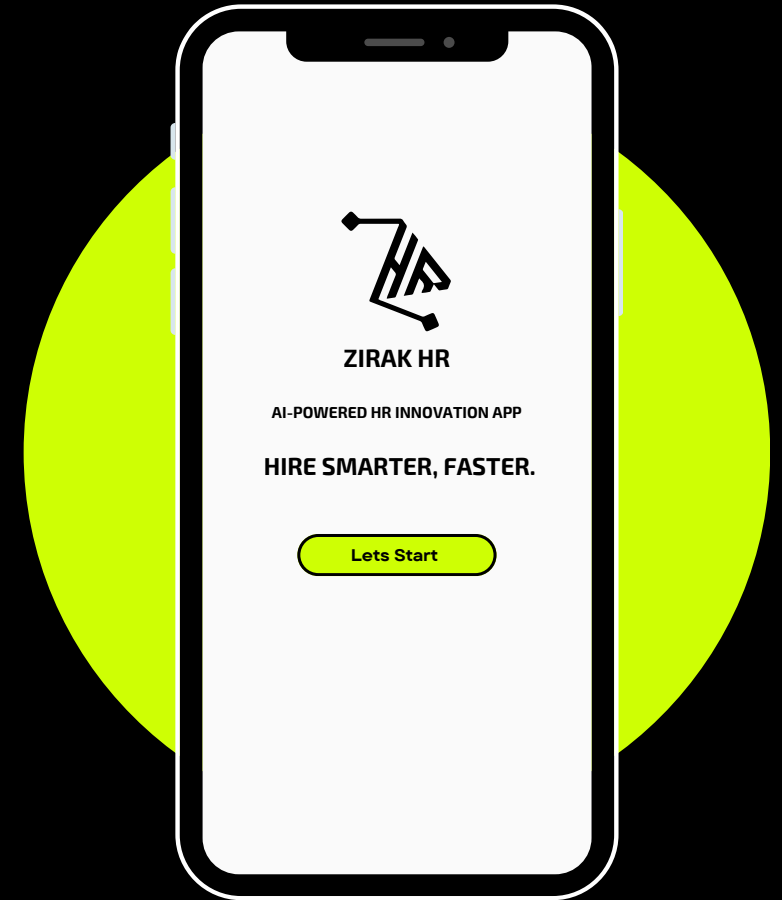 ZIRAK HR
AI-POWERED HR INNOVATION APP
HIRE SMARTER, FASTER.
Lets Start